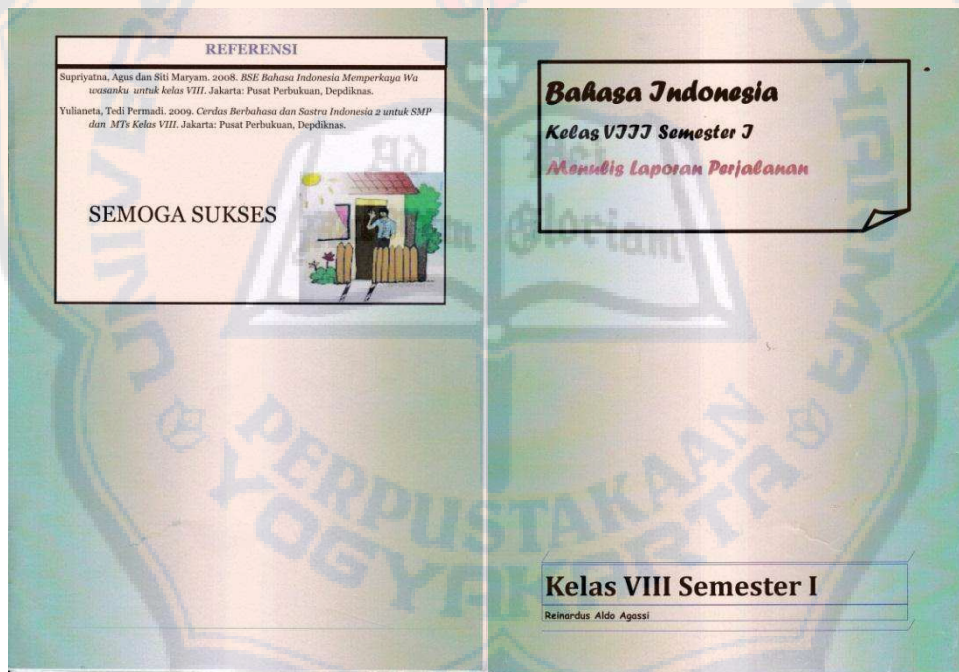 REFERENSI
Supriyatna, Agus dan Siti Maryam. 2008. BSE Bahasa Indonesia Memperkaya Wa
wasanku untuk kelas VIII. Jakarta: Pusat Perbukuan, Depdiknas.
Yulianeta, Tedi Permadi. 2009. Cerdas Berbahasa dan Sastra Indonesia 2 untuk SMP
dan MTs Kelas VIII. Jakarta: Pusat Perbukuan, Depdiknas.
SEMOGA SUKSES
Bahasa Indonesia
Kelas VIII Semester I
Menulis Laporan Perjalanan
Kelas VIII Semester I
Reinardus Aldo Agassi
Gloriam
PERPUSTAKAAN
YOGYAKARTA